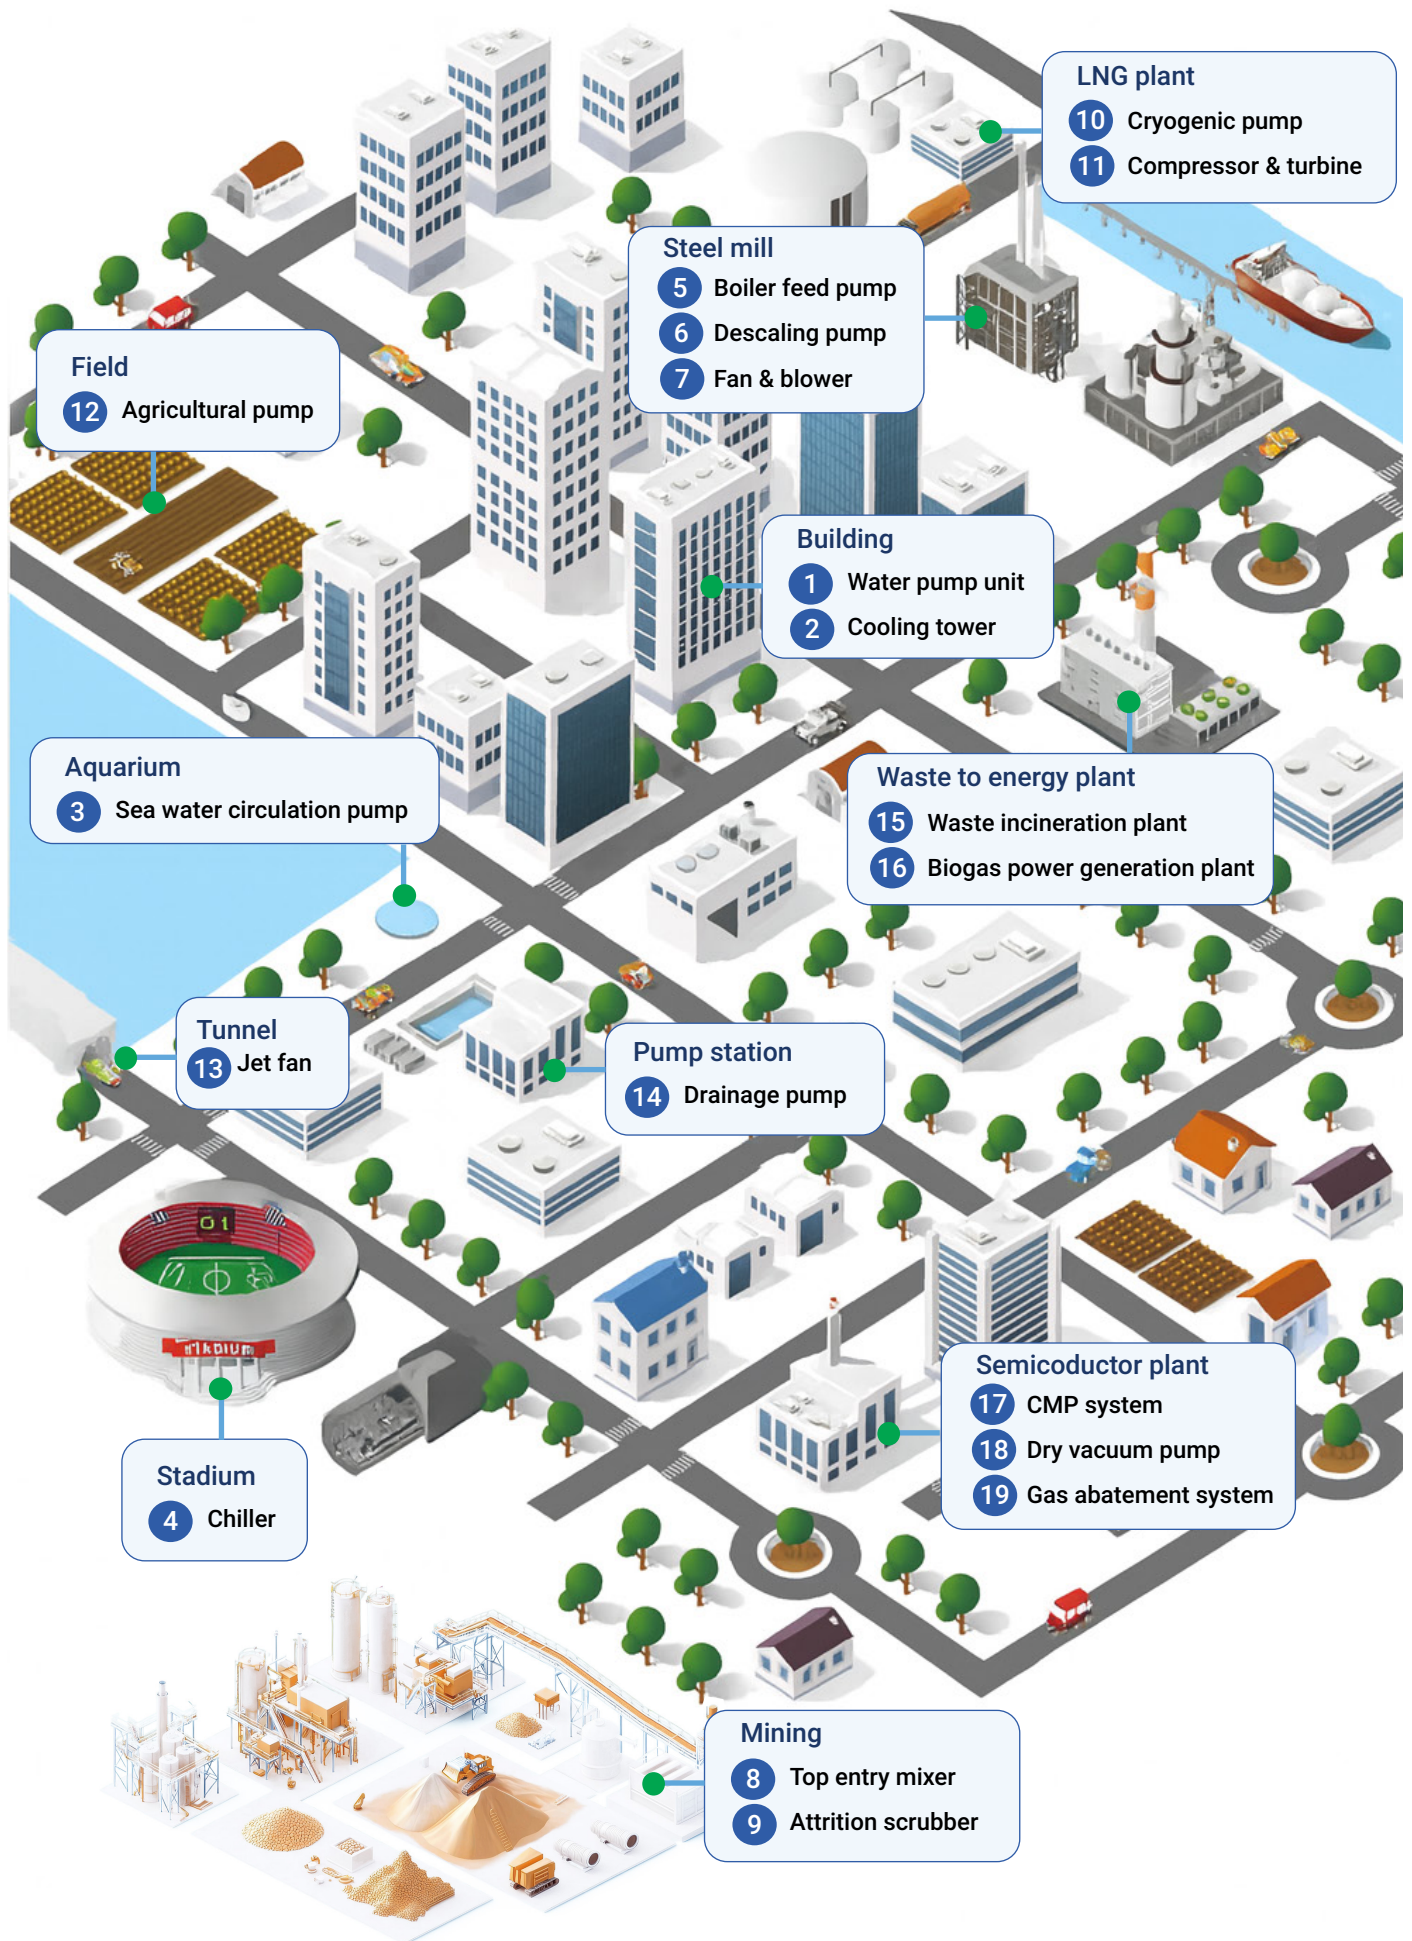 LNG plant
10 Cryogenic pump
11 Compressor & turbine
Steel mill
5 Boiler feed pump
6 Descaling pump
7 Fan & blower
Field
12 Agricultural pump
Building
1 Water pump unit
2 Cooling tower
Aquarium
3 Sea water circulation pump
Waste to energy plant
15 Waste incineration plant
16 Biogas power generation plant
Tunnel
13 Jet fan
Pump station
14 Drainage pump
01
Semicoductor plant
17 CMP system
18 Dry vacuum pump
19 Gas abatement system
Stadium
4 Chiller
Mining
8 Top entry mixer
9 Attrition scrubber